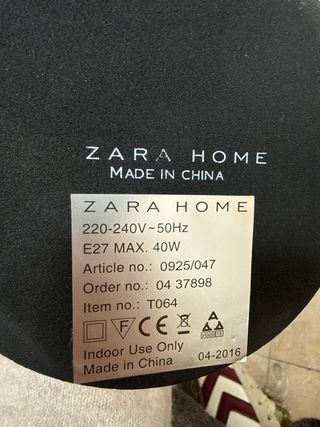 ZARA HOME
MADE IN CHINA
ZARA HOME
220-240V~50Hz
E27 MAX. 40W
Article no.: 0925/047
Order no.: 04 37898
Item no.: T064
F CE
Indoor Use Only
Made in China 04-2016